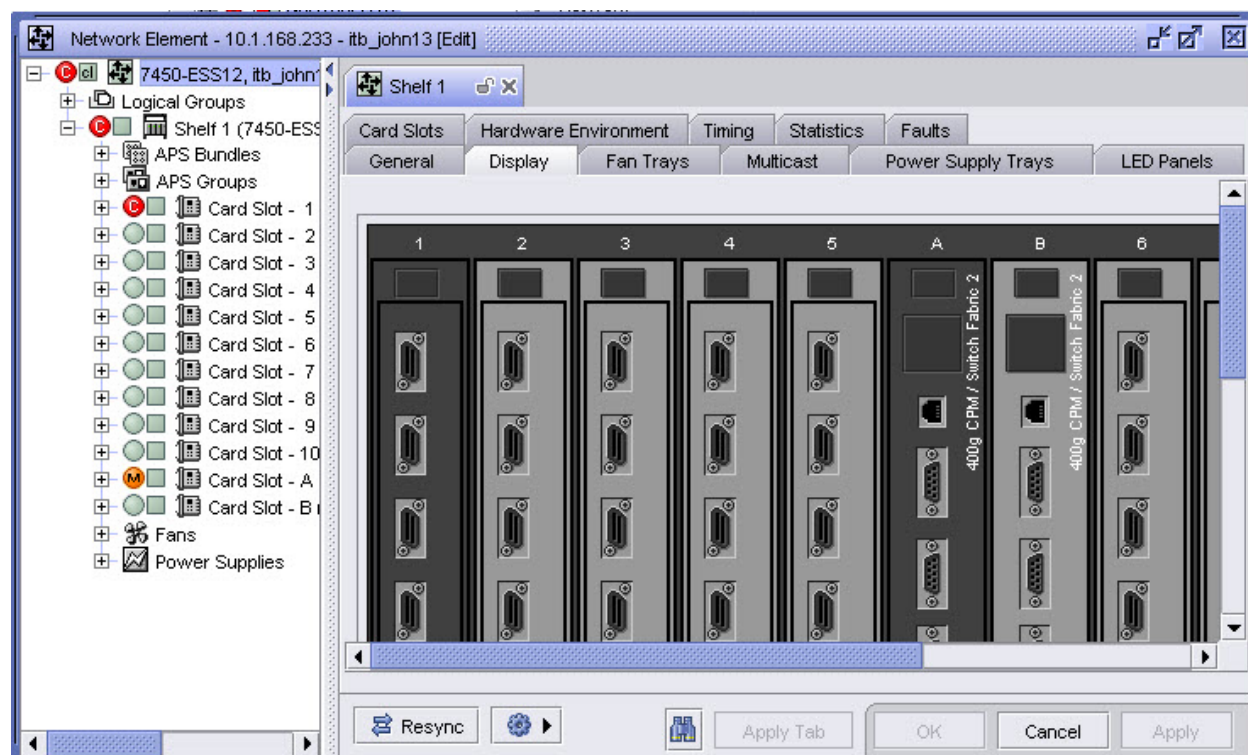 Network Element - 10.1.168.233 - itb_john13 [Edit]
C cl 7450-ESS12, itb_john1
Logical Groups
C Shelf 1 (7450-ESS
APS Bundles
APS Groups
C Card Slot - 1
Card Slot - 2
Card Slot - 3
Card Slot - 4
Card Slot - 5
Card Slot - 6
Card Slot - 7
Card Slot - 8
Card Slot - 9
Card Slot - 10
M Card Slot - A
Card Slot - B
Fans
Power Supplies
Shelf 1
Card Slots Hardware Environment Timing Statistics Faults
General Display Fan Trays Multicast Power Supply Trays LED Panels
1 2 3 4 5 A B 6
400g CPM / Switch Fabric 2
400g CPM / Switch Fabric 2
Resync Apply Tab OK Cancel Apply